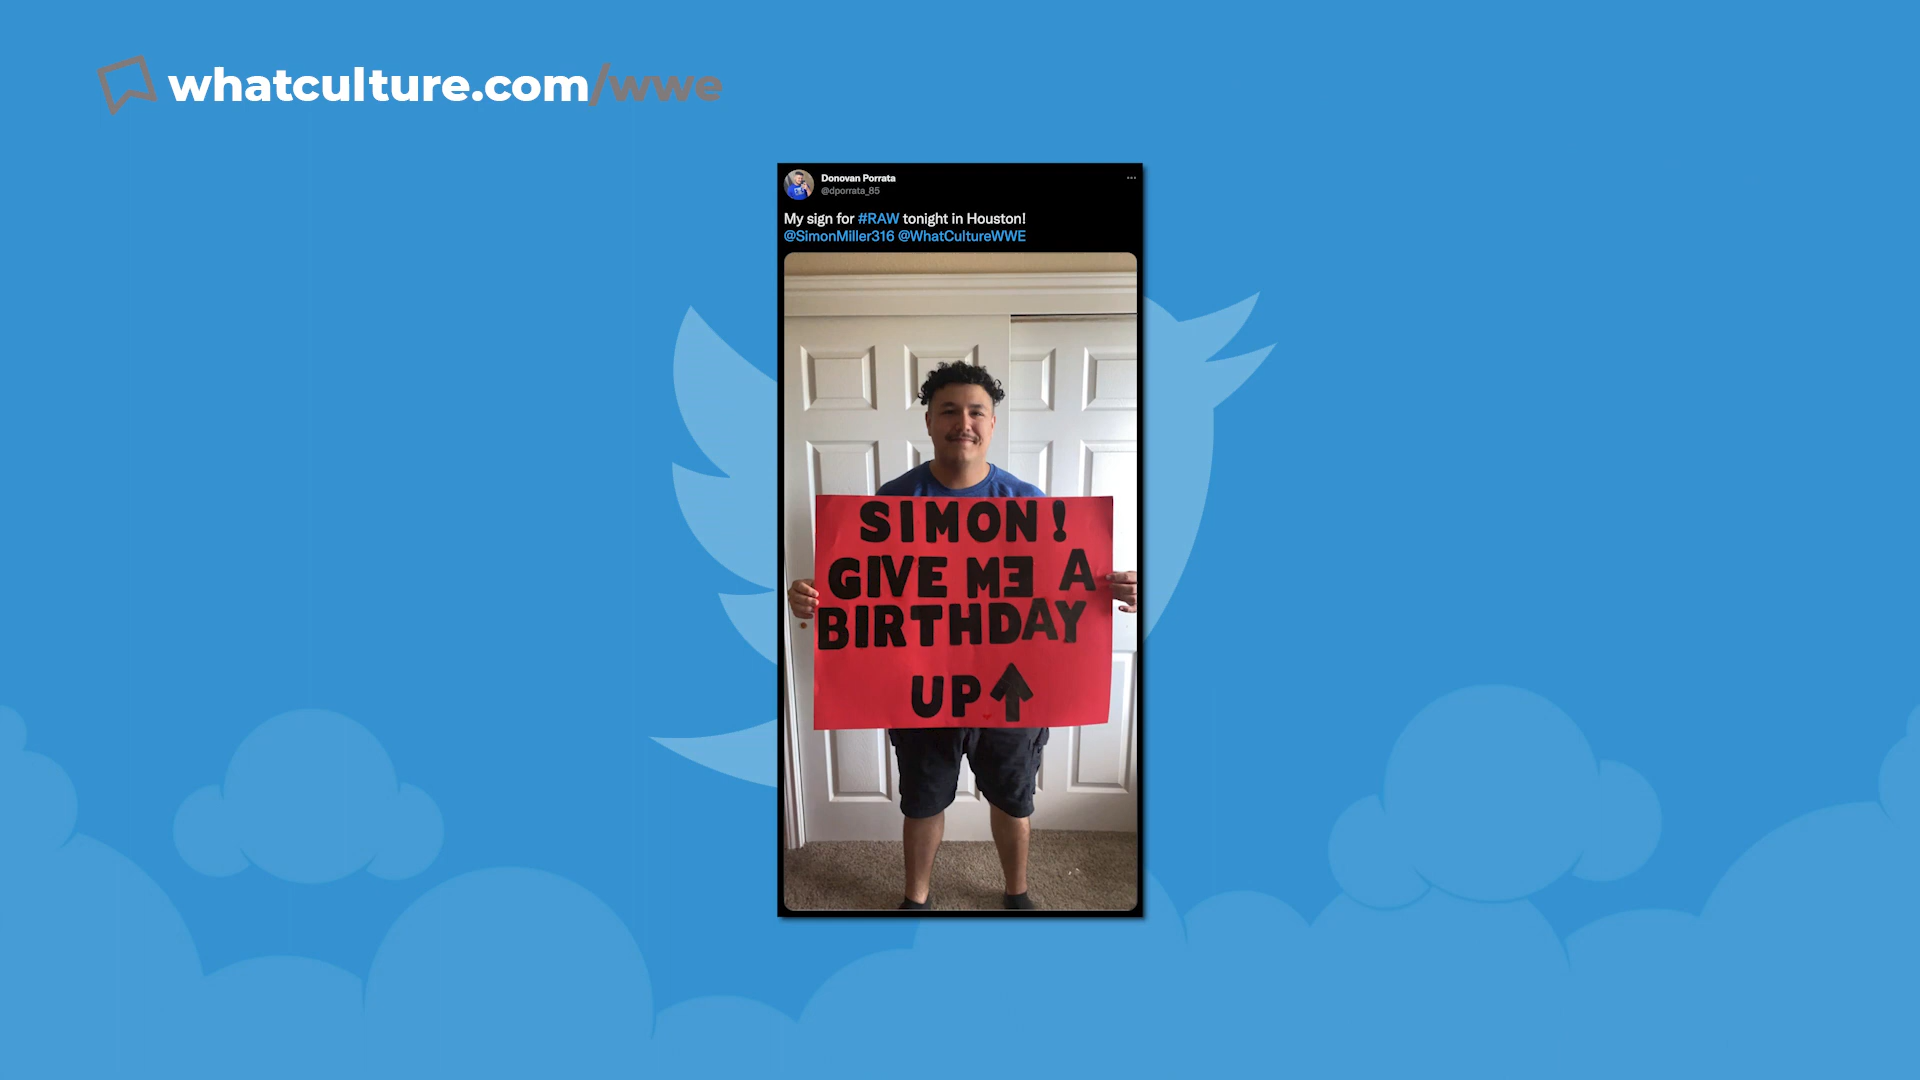 whatculture.com/wwe
Donovan Porrata
@dporrata_85
My sign for #RAW tonight in Houston!
@SimonMiller316 @WhatCultureWWE
SIMON!
GIVE ME A
BIRTHDAY
UP↑